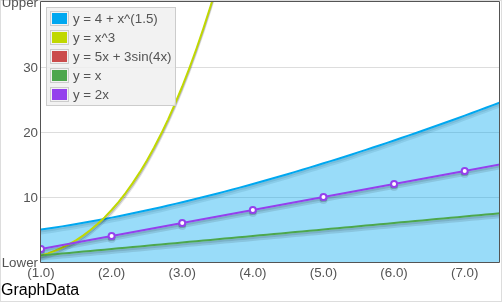 Upper
y = 4 + x^(1.5)
y = x^3
y = 5x + 3sin(4x)
y = x
y = 2x
30
20
10
Lower
(1.0) (2.0) (3.0) (4.0) (5.0) (6.0) (7.0)
GraphData